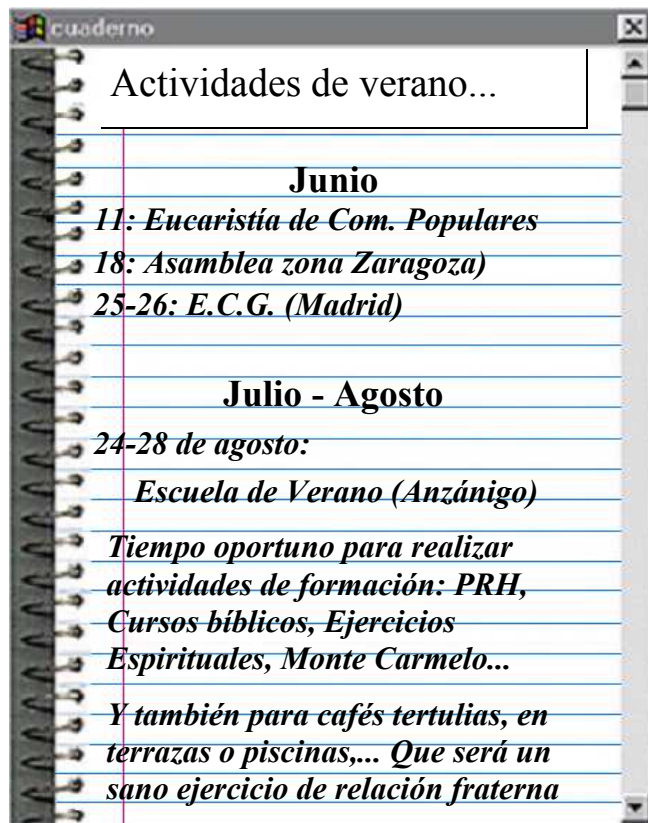 cuaderno
Actividades de verano...
Junio
11: Eucaristía de Com. Populares
18: Asamblea zona Zaragoza)
25-26: E.C.G. (Madrid)
Julio - Agosto
24-28 de agosto:
Escuela de Verano (Anzánigo)
Tiempo oportuno para realizar
actividades de formación: PRH,
Cursos bíblicos, Ejercicios
Espirituales, Monte Carmelo...
Y también para cafés tertulias, en
terrazas o piscinas,... Que será un
sano ejercicio de relación fraterna